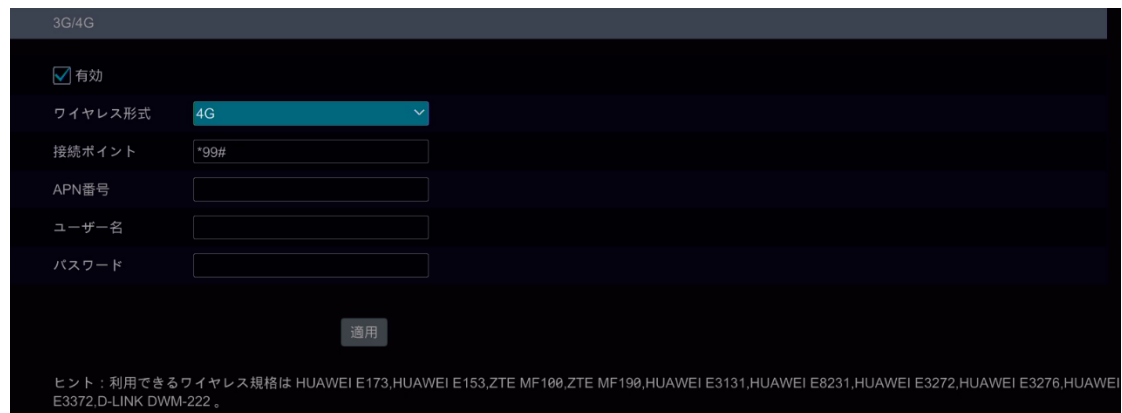 3G/4G
有効
ワイヤレス形式 4G
接続ポイント *99#
APN番号
ユーザー名
パスワード
適用
ヒント：利用できるワイヤレス規格は HUAWEI E173,HUAWEI E153,ZTE MF100,ZTE MF190,HUAWEI E3131,HUAWEI E8231,HUAWEI E3272,HUAWEI E3276,HUAWEI
E3372,D-LINK DWM-222 。